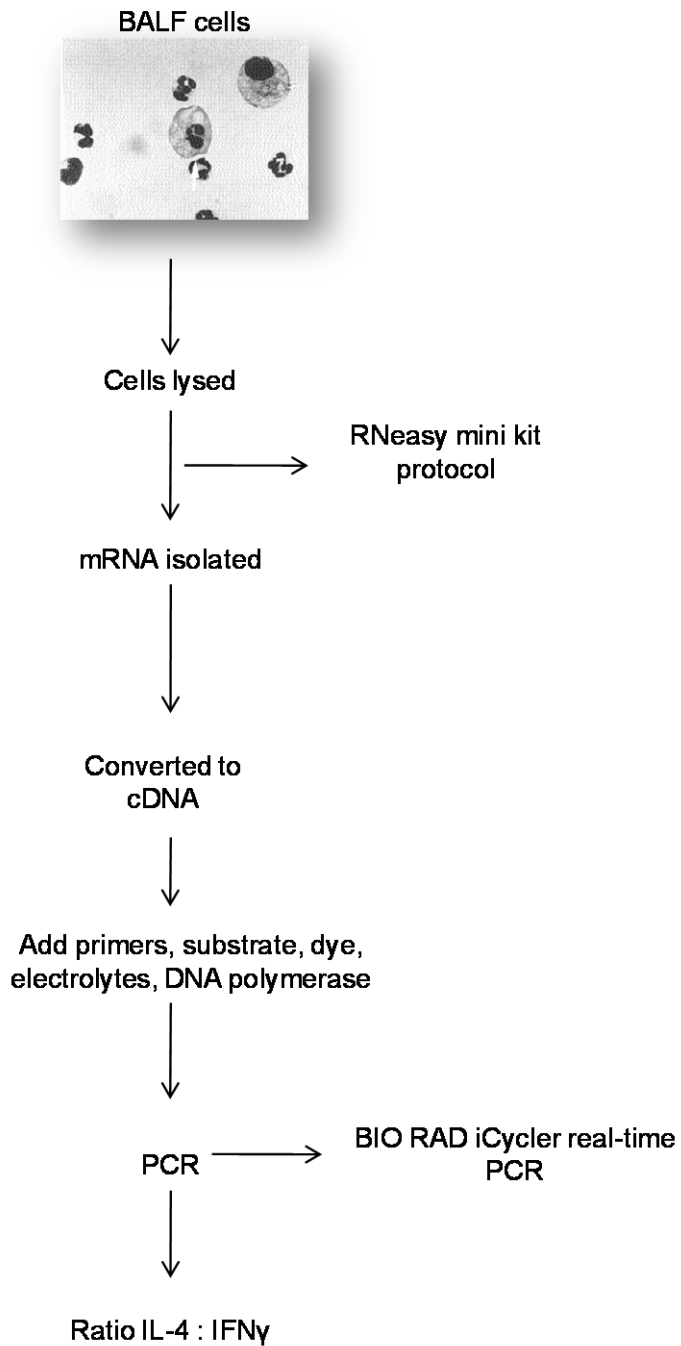 BALF cells
Cells lysed
RNeasy mini kit
protocol
mRNA isolated
Converted to
cDNA
Add primers, substrate, dye,
electrolytes, DNA polymerase
PCR
BIO RAD iCycler real-time
PCR
Ratio IL-4 : IFNγ